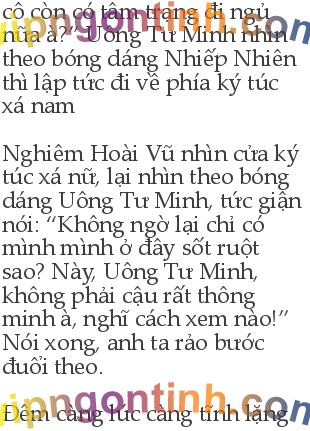 cô còn có tâm trạng đi ngủ
nữa à?” Uông Tư Minh nhìn
theo bóng dáng Nhiếp Nhiên
thì lập tức đi về phía ký túc
xá nam
Nghiêm Hoài Vũ nhìn cửa ký
túc xá nữ, lại nhìn theo bóng
dáng Uông Tư Minh, tức giận
nói: “Không ngờ lại chỉ có
mình mình ở đây sốt ruột
sao? Này, Uông Tư Minh,
không phải cậu rất thông
minh à, nghĩ cách xem nào!”
Nói xong, anh ta rảo bước
đuổi theo.
Đêm càng lúc càng tĩnh lặng
vipngontinh.com